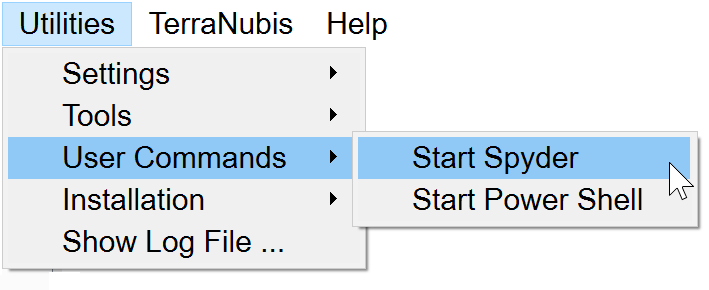 Utilities TerraNubis Help
Settings
Tools
User Commands Start Spyder
Installation Start Power Shell
Show Log File ...